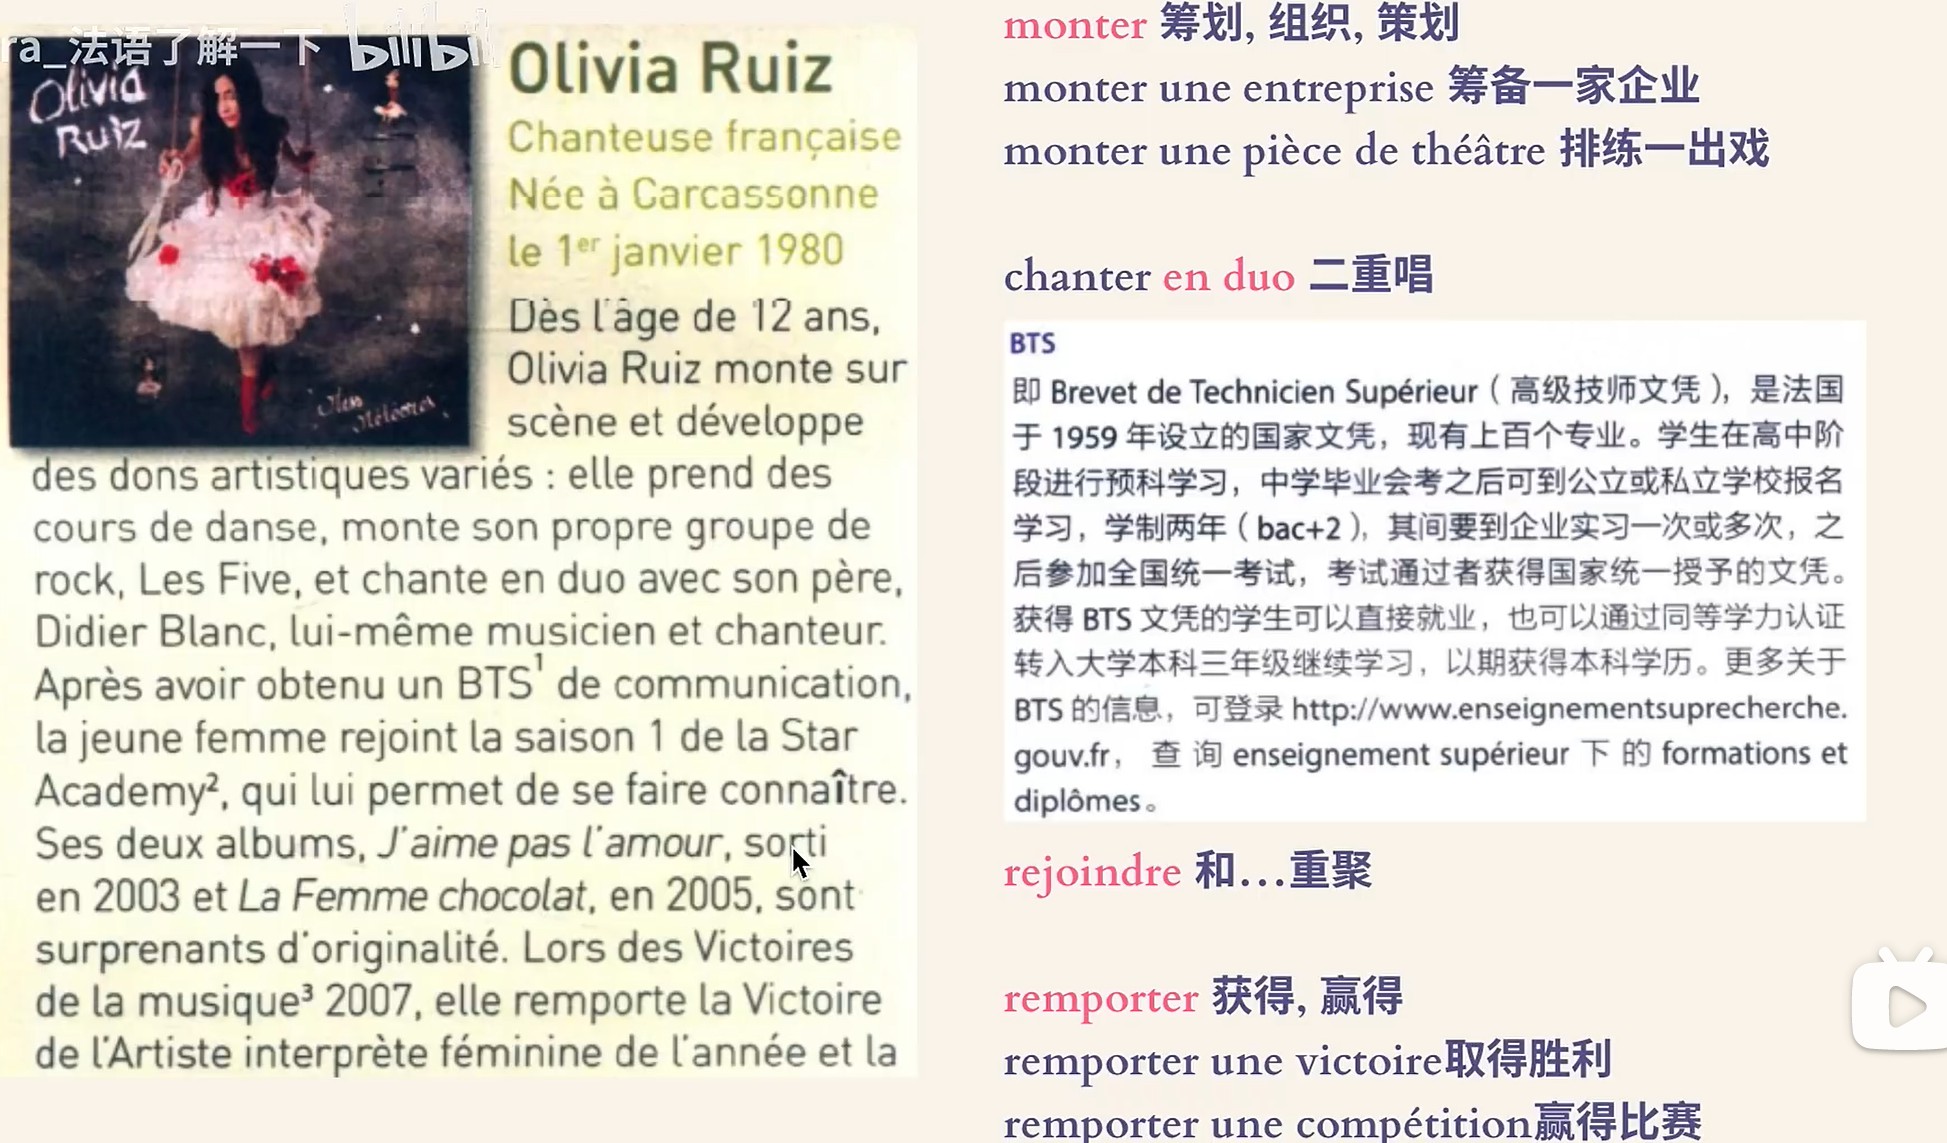 ra_法语了解一下 bilibili
Olivia
Ruiz
Olivia Ruiz
Chanteuse française
Née à Carcassonne
le 1er janvier 1980
Dès l'âge de 12 ans,
Olivia Ruiz monte sur
scène et développe
des dons artistiques variés : elle prend des
cours de danse, monte son propre groupe de
rock, Les Five, et chante en duo avec son père,
Didier Blanc, lui-même musicien et chanteur.
Après avoir obtenu un BTS¹ de communication,
la jeune femme rejoint la saison 1 de la Star
Academy², qui lui permet de se faire connaître.
Ses deux albums, J'aime pas l'amour, sorti
en 2003 et La Femme chocolat, en 2005, sont
surprenants d'originalité. Lors des Victoires
de la musique³ 2007, elle remporte la Victoire
de l'Artiste interprète féminine de l'année et la
monter 筹划, 组织, 策划
monter une entreprise 筹备一家企业
monter une pièce de théâtre 排练一出戏
chanter en duo 二重唱
BTS
即 Brevet de Technicien Supérieur（高级技师文凭），是法国
于 1959 年设立的国家文凭，现有上百个专业。学生在高中阶
段进行预科学习，中学毕业会考之后可到公立或私立学校报名
学习，学制两年（bac+2），其间要到企业实习一次或多次，之
后参加全国统一考试，考试通过者获得国家统一授予的文凭。
获得 BTS 文凭的学生可以直接就业，也可以通过同等学力认证
转入大学本科三年级继续学习，以期获得本科学历。更多关于
BTS 的信息，可登录 http://www.enseignementsuprecherche.
gouv.fr，查询 enseignement supérieur 下的 formations et
diplômes。
rejoindre 和…重聚
remporter 获得, 赢得
remporter une victoire取得胜利
remporter une compétition赢得比赛